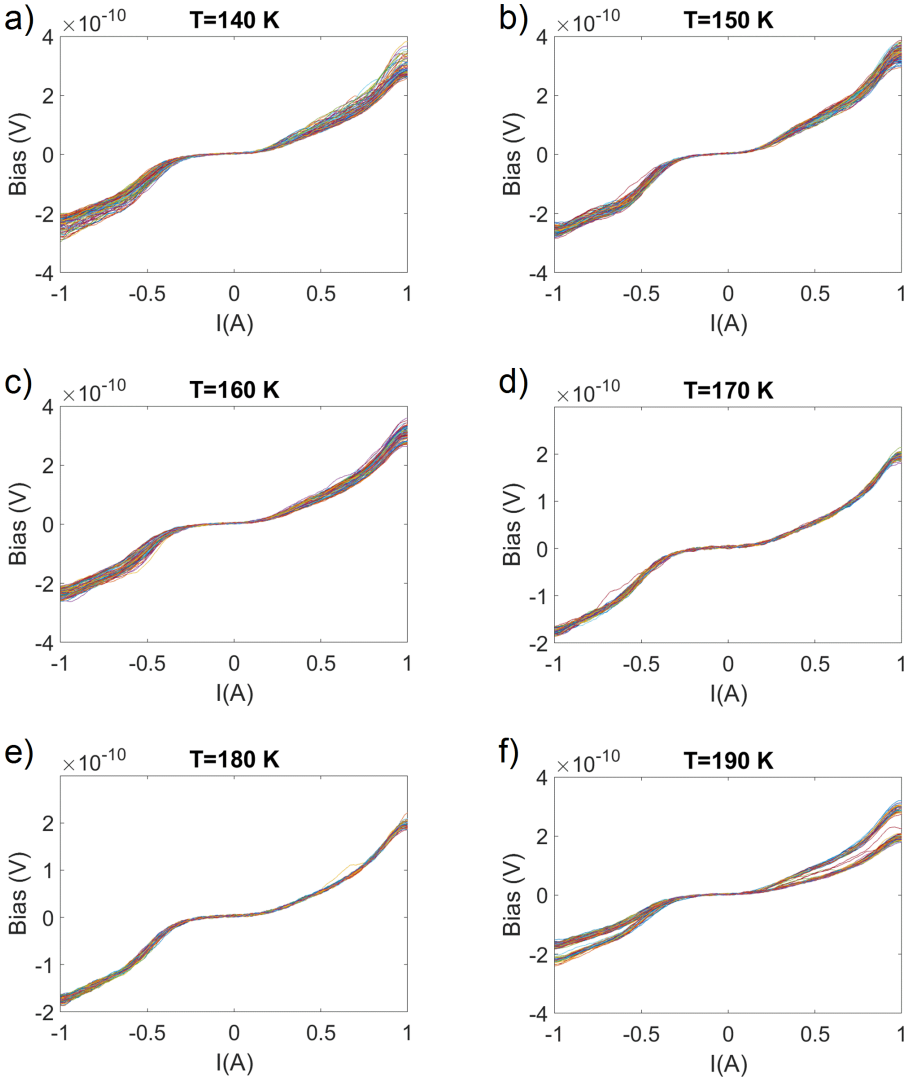 a)
T=140 K
×10-10
4
2
0
-2
-4
Bias (V)
-1
-0.5
0
0.5
1
I(A)
b)
T=150 K
×10-10
4
2
0
-2
-4
Bias (V)
-1
-0.5
0
0.5
1
I(A)
c)
T=160 K
×10-10
4
2
0
-2
-4
Bias (V)
-1
-0.5
0
0.5
1
I(A)
d)
T=170 K
×10-10
2
1
0
-1
-2
Bias (V)
-1
-0.5
0
0.5
1
I(A)
e)
T=180 K
×10-10
2
1
0
-1
-2
Bias (V)
-1
-0.5
0
0.5
1
I(A)
f)
T=190 K
×10-10
4
2
0
-2
-4
Bias (V)
-1
-0.5
0
0.5
1
I(A)